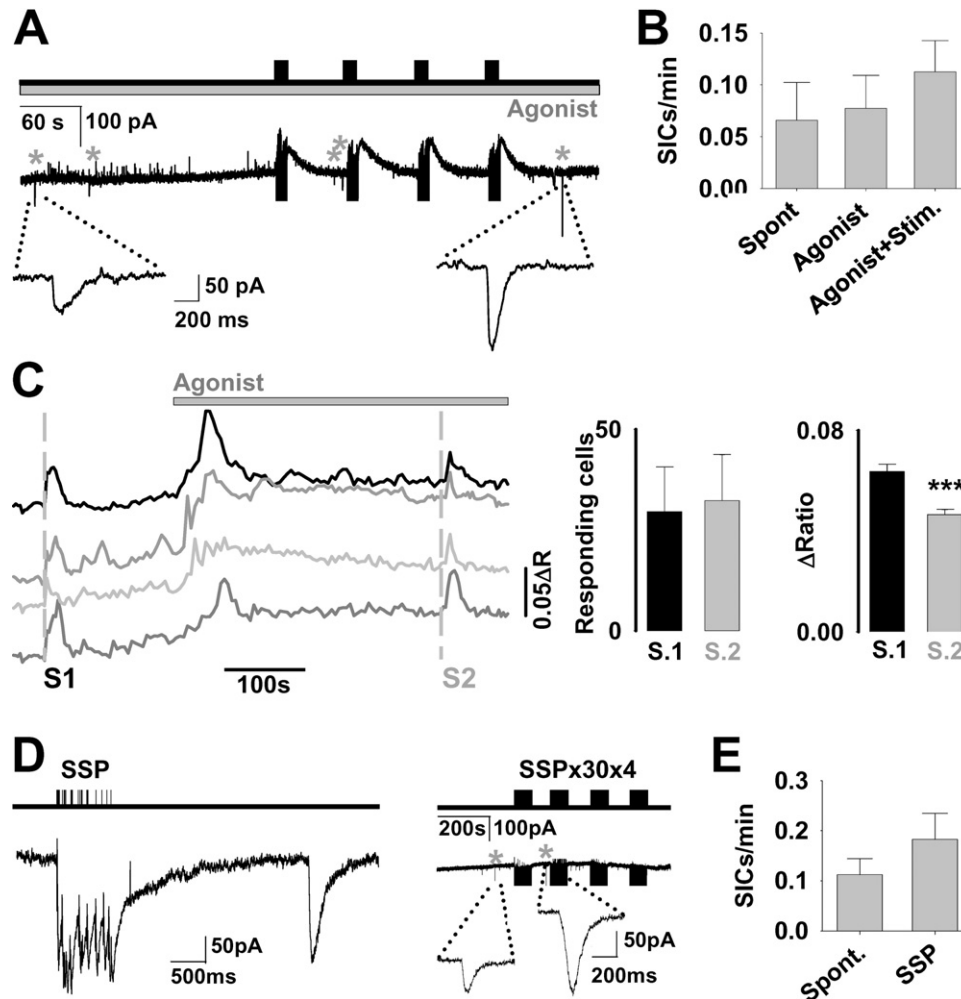 A
Agonist
60 s
100 pA
*
*
*
*
*
50 pA
200 ms
B
SICs/min
0.15
0.10
0.05
0.00
Spont
Agonist
Agonist+Stim.
C
Agonist
0.05ΔR
S1
100s
S2
Responding cells
50
0
S.1
S.2
ΔRatio
0.08
0.00
***
S.1
S.2
D
SSP
50pA
500ms
SSPx30x4
200s
100pA
*
*
50pA
200ms
E
SICs/min
0.3
0.2
0.1
0.0
Spont.
SSP